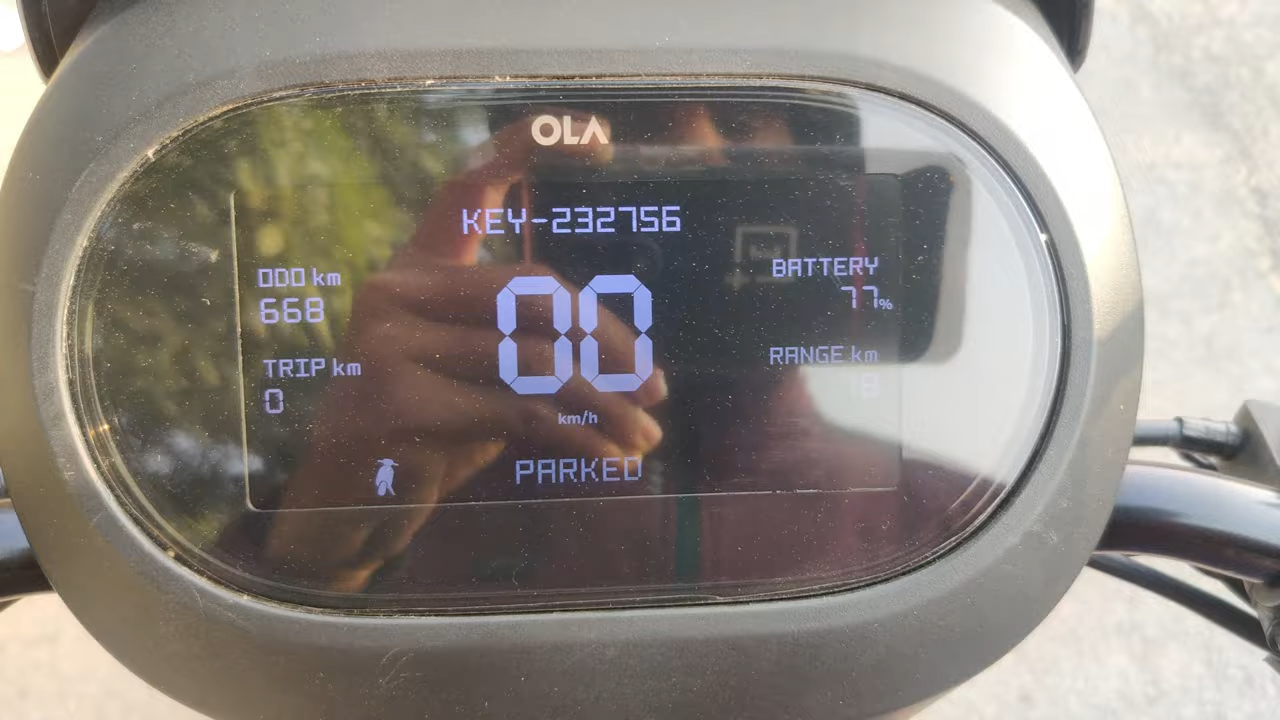 OLA
KEY-232756
ODO km
668
00
BATTERY
77%
TRIP km
0
km/h
RANGE km
PARKED